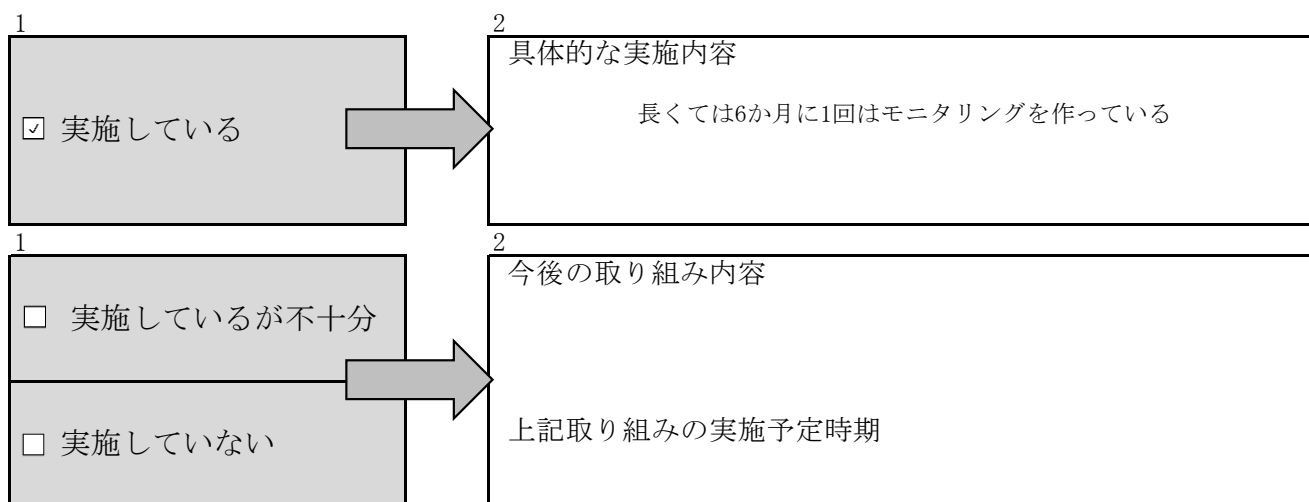 1
2
実施している
具体的な実施内容
長くては6か月に1回はモニタリングを作っている
1
2
実施しているが不十分
実施していない
今後の取り組み内容
上記取り組みの実施予定時期